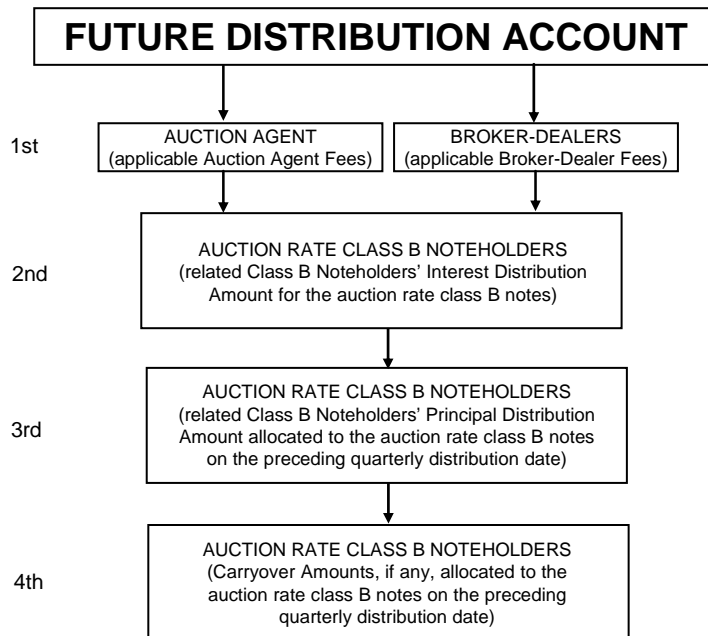 FUTURE DISTRIBUTION ACCOUNT
1st
AUCTION AGENT
(applicable Auction Agent Fees)
BROKER-DEALERS
(applicable Broker-Dealer Fees)
2nd
AUCTION RATE CLASS B NOTEHOLDERS
(related Class B Noteholders’ Interest Distribution
Amount for the auction rate class B notes)
3rd
AUCTION RATE CLASS B NOTEHOLDERS
(related Class B Noteholders’ Principal Distribution
Amount allocated to the auction rate class B notes
on the preceding quarterly distribution date)
4th
AUCTION RATE CLASS B NOTEHOLDERS
(Carryover Amounts, if any, allocated to the
auction rate class B notes on the preceding
quarterly distribution date)